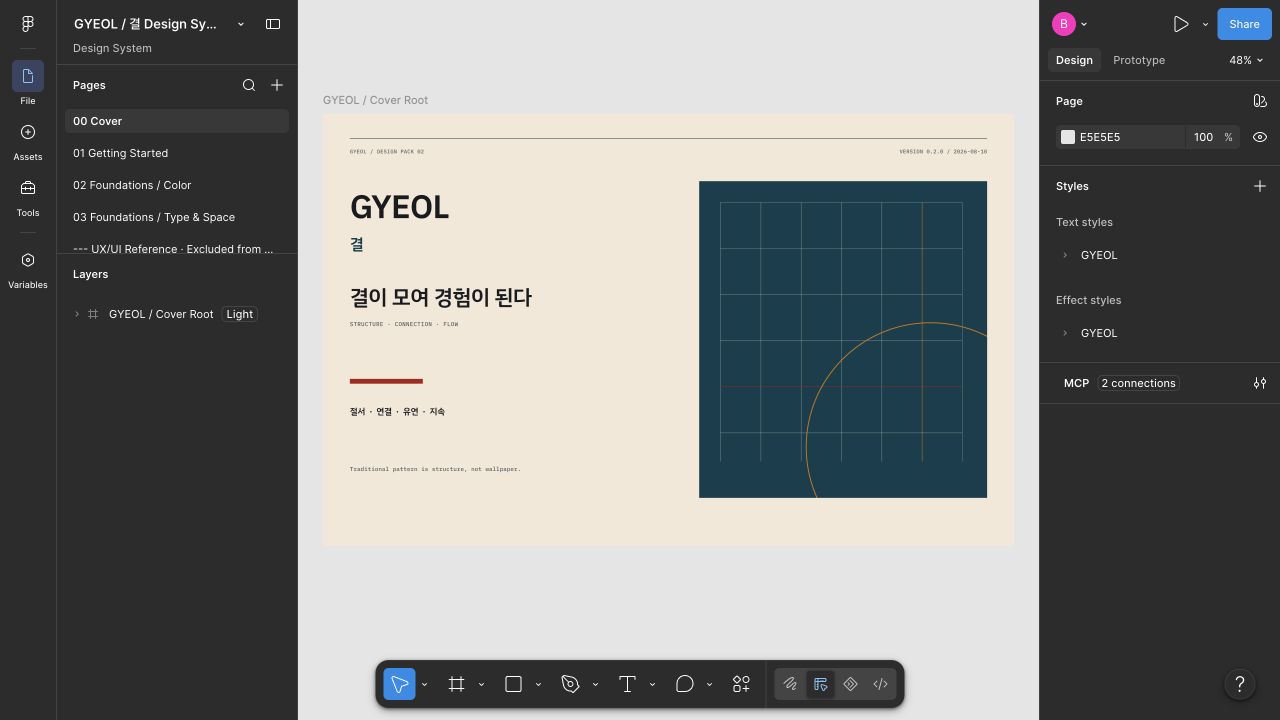 GYEOL / 결 Design Sy...
Design System
File
Assets
Tools
Variables
Pages
00 Cover
01 Getting Started
02 Foundations / Color
03 Foundations / Type & Space
--- UX/UI Reference · Excluded from ...
Layers
GYEOL / Cover Root Light
GYEOL / Cover Root
GYEOL / DESIGN PACK 02
VERSION 0.2.0 / 2026-08-10
GYEOL
결
결이 모여 경험이 된다
STRUCTURE · CONNECTION · FLOW
절서 · 연결 · 유연 · 지속
Traditional pattern is structure, not wallpaper.
B
Share
Design
Prototype
48%
Page
E5E5E5 100 %
Styles
Text styles
GYEOL
Effect styles
GYEOL
MCP 2 connections
?